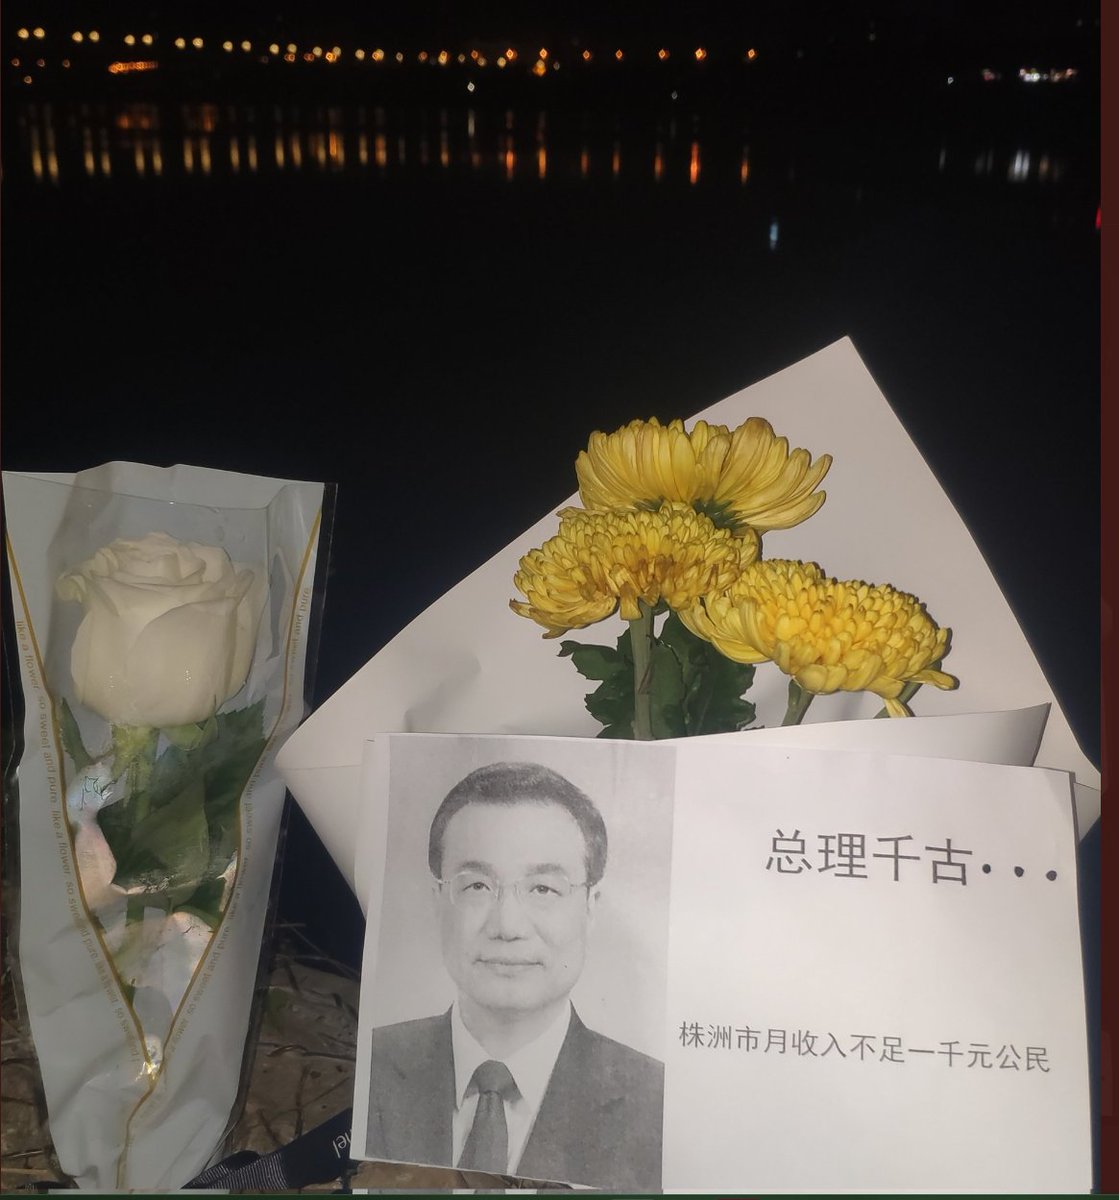 总理千古···
株洲市月收入不足一千元公民
like a flower so sweet and pure like a flower so sweet and pure